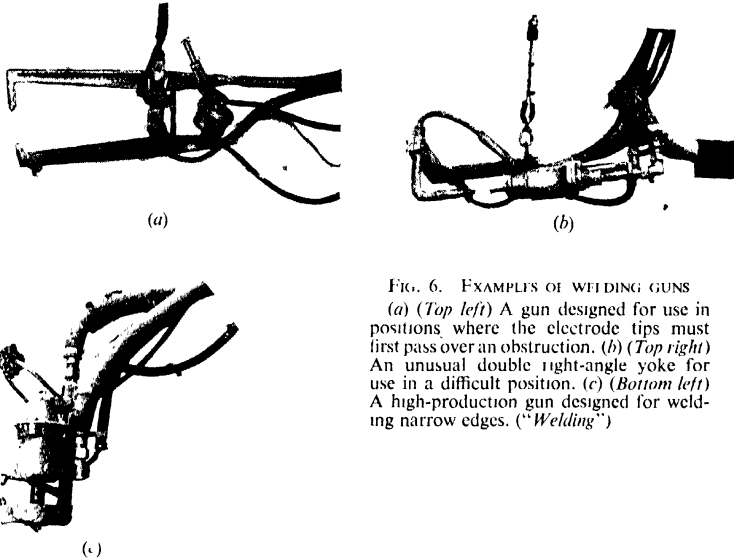 (a)
(b)
FIG. 6. EXAMPLES OF WELDING GUNS
(a) (Top left) A gun designed for use in
positions where the electrode tips must
first pass over an obstruction. (b) (Top right)
An unusual double right-angle yoke for
use in a difficult position. (c) (Bottom left)
A high-production gun designed for weld-
ing narrow edges. ("Welding")
(c)